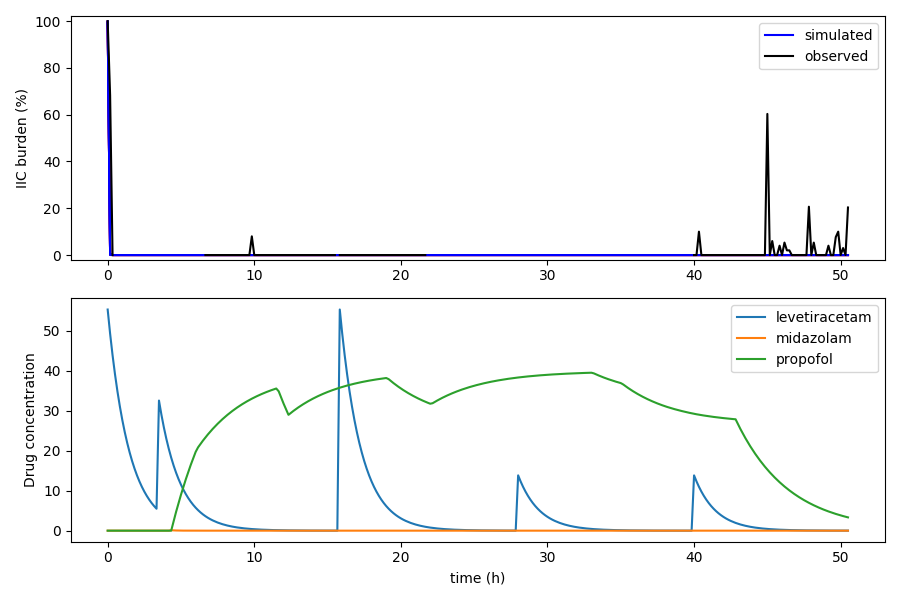 IIC burden (%)
100
80
60
40
20
0
simulated
observed
0 10 20 30 40 50
Drug concentration
50
40
30
20
10
0
levetiracetam
midazolam
propofol
0 10 20 30 40 50
time (h)